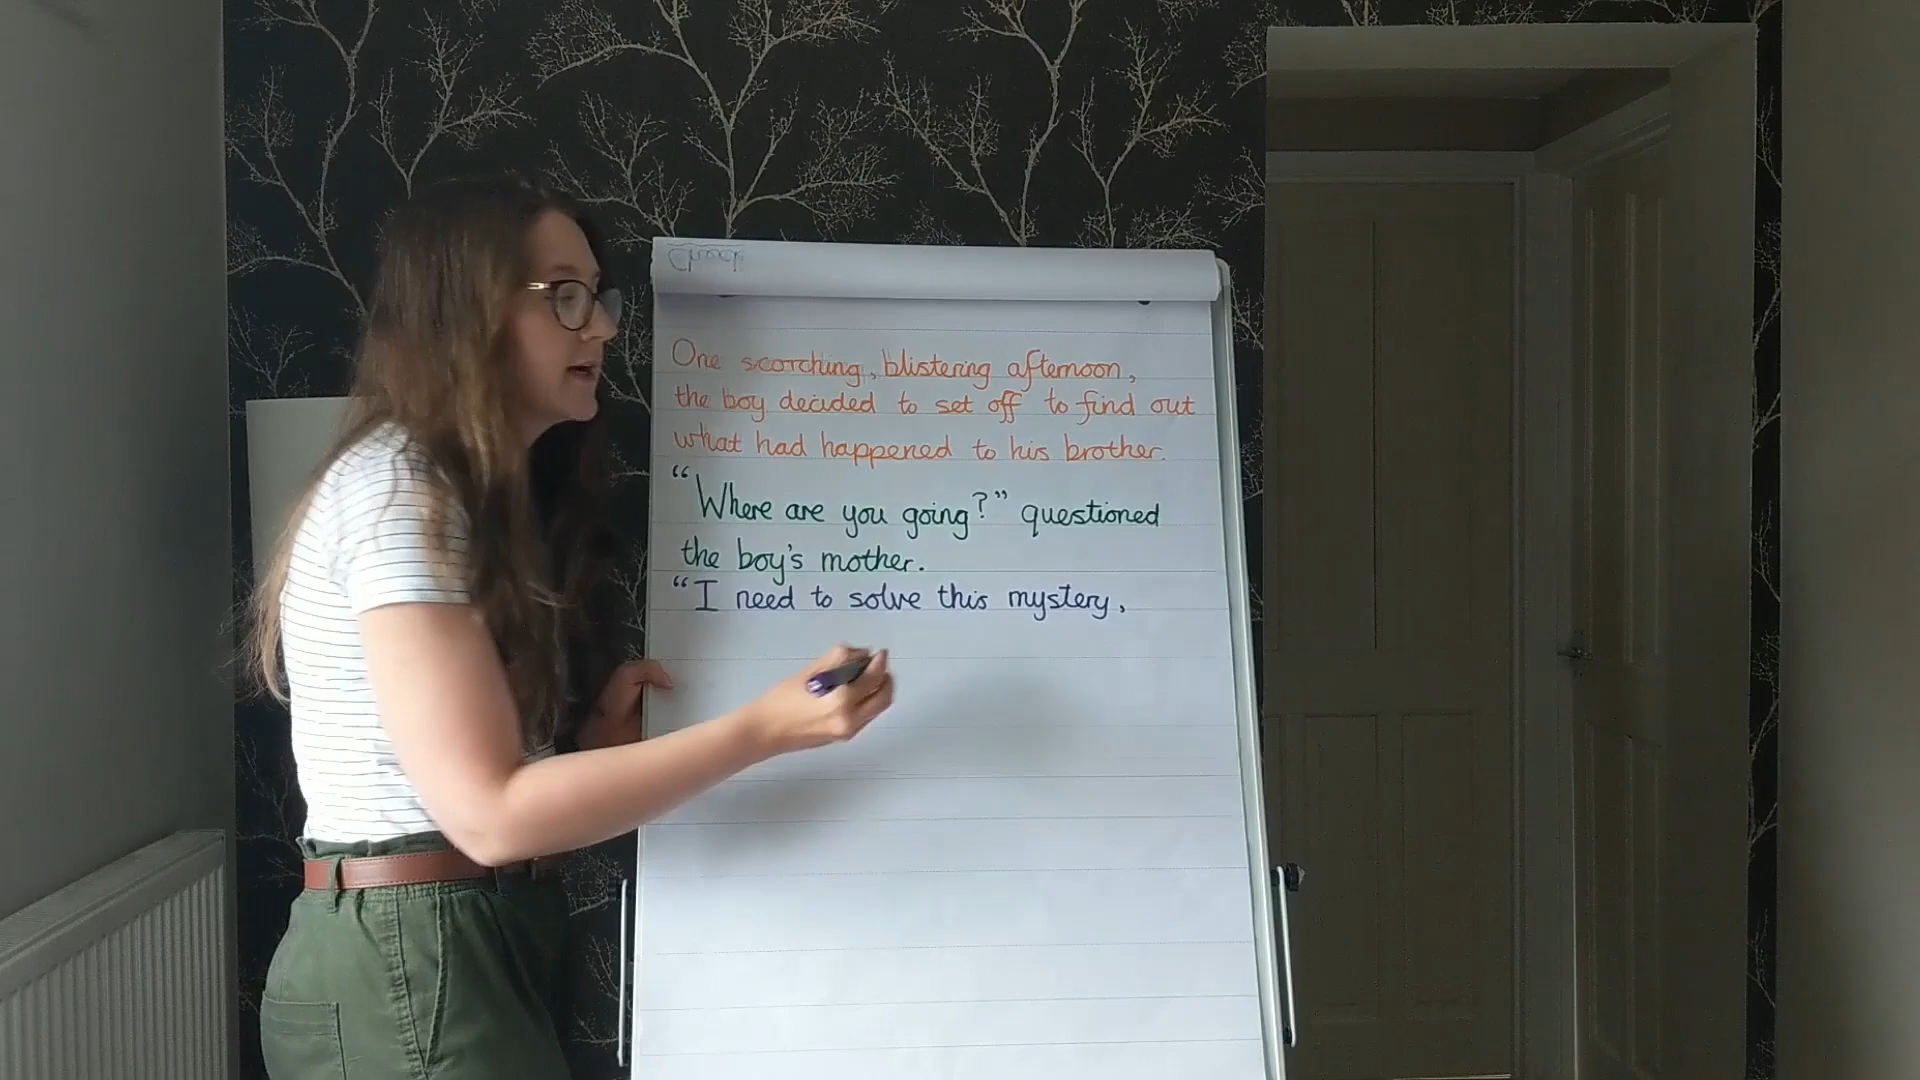 One scorching, blistering afternoon,
the boy decided to set off to find out
what had happened to his brother.
“Where are you going?” questioned
the boy's mother.
“I need to solve this mystery,